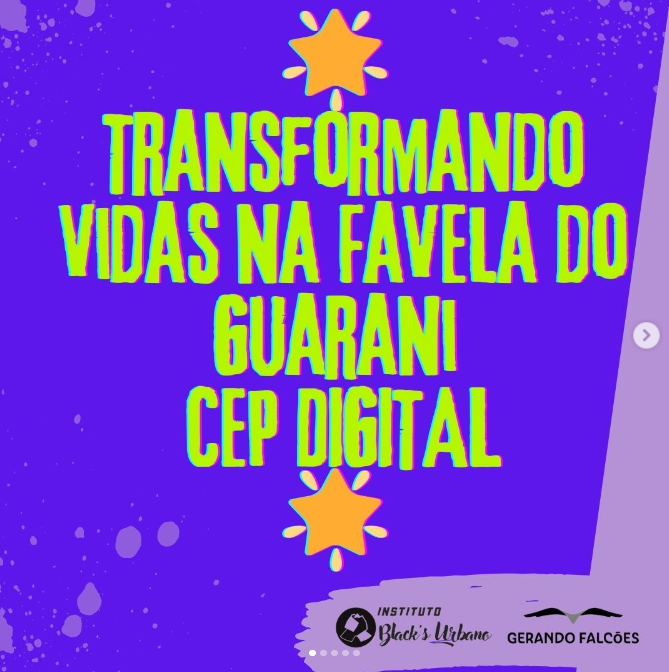 TRANSFORMANDO
VIDAS NA FAVELA DO
GUARANI
CEP DIGITAL
INSTITUTO
Black's Urbano
GERANDO FALCÕES